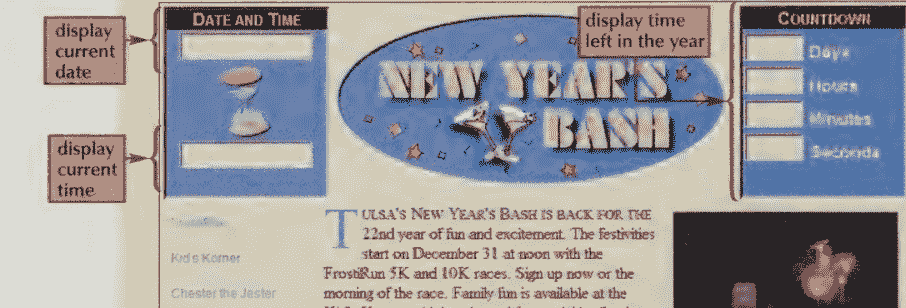 display
current
date
DATE AND TIME
display
current
time
NEW YEAR'S
BASH
display time
left in the year
COUNTDOWN
Days
Hours
Minutes
Seconds
Kid's Korner
Chester the Jester
TULSA'S NEW YEAR'S BASH IS BACK FOR THE
22nd year of fun and excitement. The festivities
start on December 31 at noon with the
FrostiRun 5K and 10K races. Sign up now or the
morning of the race. Family fun is available at the